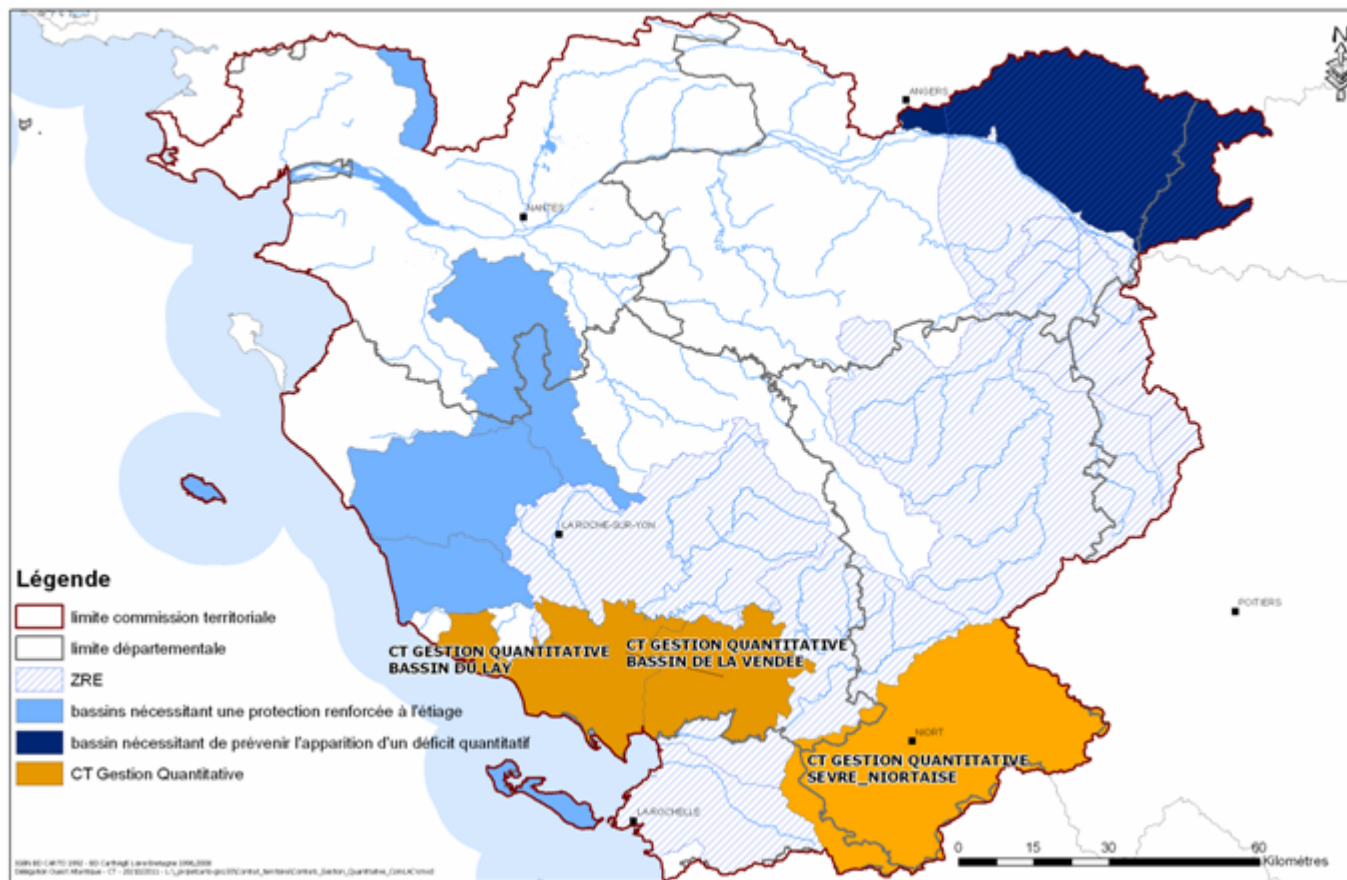 N
ANGERS
NANTES
LA ROCHE-SUR-YON
POITIERS
Légende
limite commission territoriale
limite départementale
ZRE
bassins nécessitant une protection renforcée à l'étiage
bassin nécessitant de prévenir l'apparition d'un déficit quantitatif
CT Gestion Quantitative
CT GESTION QUANTITATIVE
BASSIN DU LAY
CT GESTION QUANTITATIVE
BASSIN DE LA VENDEE
NIORT
CT GESTION QUANTITATIVE
SEVRE_NIORTAISE
LA ROCHELLE
0 15 30 60
Kilomètres